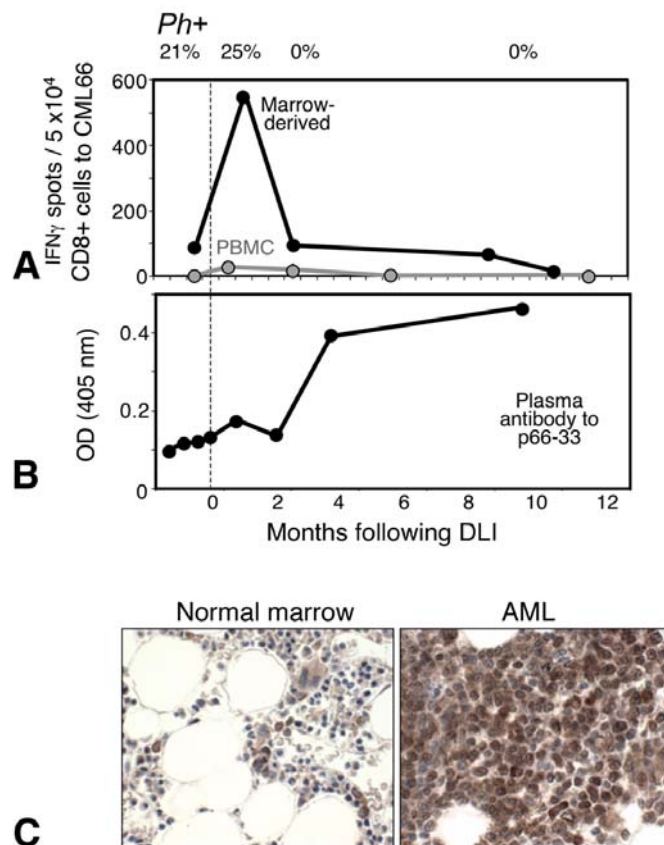 Ph+
21% 25% 0% 0%
600
400
200
0
IFNγ spots / 5 x10⁴
CD8+ cells to CML66
Marrow-
derived
PBMC
A
0.4
0.2
0
OD (405 nm)
Plasma
antibody to
p66-33
B
0 2 4 6 8 10 12
Months following DLI
Normal marrow AML
C